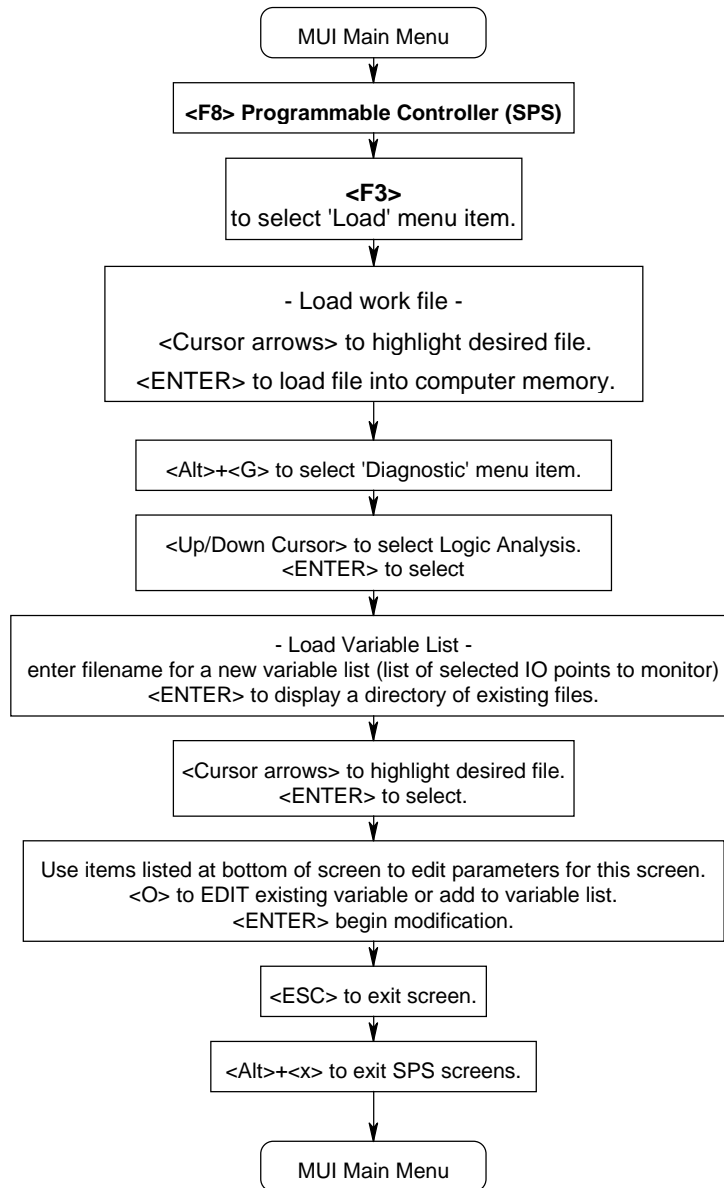 MUI Main Menu
<F8> Programmable Controller (SPS)
<F3>
to select 'Load' menu item.
- Load work file -
<Cursor arrows> to highlight desired file.
<ENTER> to load file into computer memory.
<Alt>+<G> to select 'Diagnostic' menu item.
<Up/Down Cursor> to select Logic Analysis.
<ENTER> to select
- Load Variable List -
enter filename for a new variable list (list of selected IO points to monitor)
<ENTER> to display a directory of existing files.
<Cursor arrows> to highlight desired file.
<ENTER> to select.
Use items listed at bottom of screen to edit parameters for this screen.
<O> to EDIT existing variable or add to variable list.
<ENTER> begin modification.
<ESC> to exit screen.
<Alt>+<x> to exit SPS screens.
MUI Main Menu